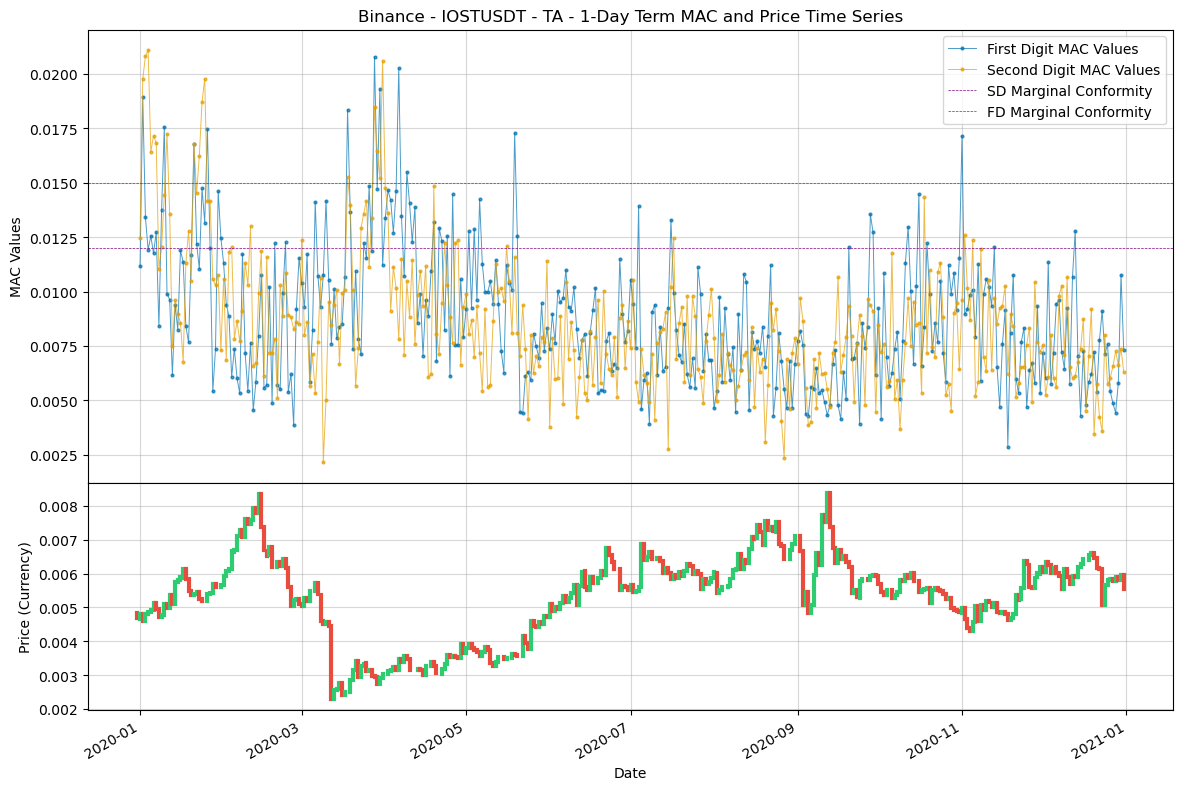 Binance - IOSTUSDT - TA - 1-Day Term MAC and Price Time Series
First Digit MAC Values
Second Digit MAC Values
SD Marginal Conformity
FD Marginal Conformity
MAC Values
0.0200
0.0175
0.0150
0.0125
0.0100
0.0075
0.0050
0.0025
Price (Currency)
0.008
0.007
0.006
0.005
0.004
0.003
0.002
2020-01
2020-03
2020-05
2020-07
2020-09
2020-11
2021-01
Date